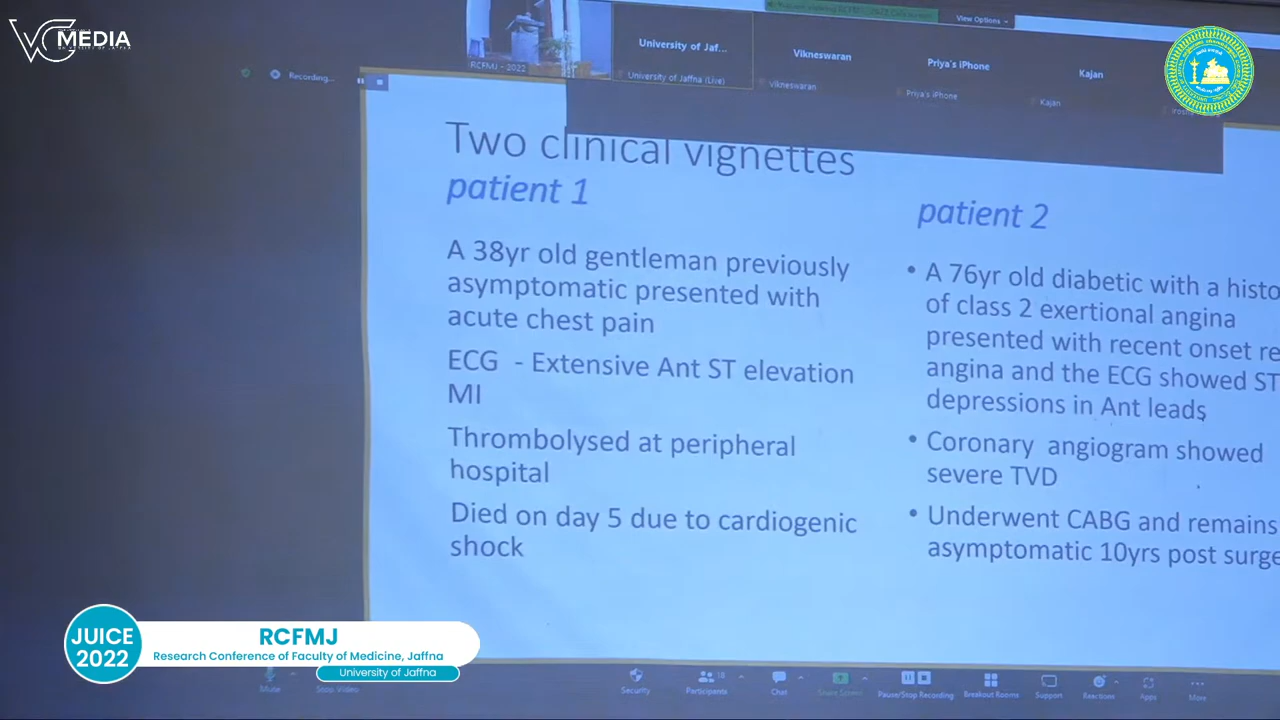 VC MEDIA
UNIVERSITY OF JAFFNA
View Options
RCFMJ - 2022
University of Jaf...
University of Jaffna (Live)
Vikneswaran
Vikneswaran
Priya's iPhone
Priya's iPhone
Kajan
Kajan
Recording...
Two clinical vignettes
patient 1
A 38yr old gentleman previously
asymptomatic presented with
acute chest pain
ECG - Extensive Ant ST elevation
MI
Thrombolysed at peripheral
hospital
Died on day 5 due to cardiogenic
shock
patient 2
• A 76yr old diabetic with a histo
of class 2 exertional angina
presented with recent onset re
angina and the ECG showed ST
depressions in Ant leads
• Coronary angiogram showed
severe TVD
• Underwent CABG and remains
asymptomatic 10yrs post surge
JUICE
2022
RCFMJ
Research Conference of Faculty of Medicine, Jaffna
University of Jaffna
Mute
Stop Video
Security
Participants
18
Chat
Share Screen
Pause/Stop Recording
Breakout Rooms
Support
Reactions
Apps
More